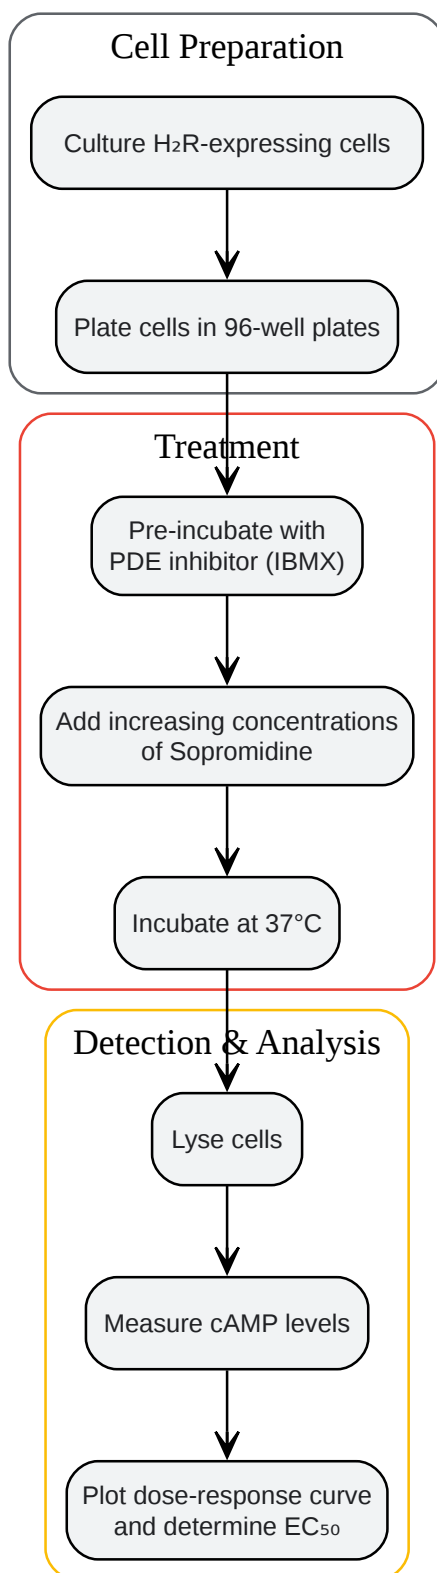 Cell Preparation
Culture H₂R-expressing cells
Plate cells in 96-well plates
Treatment
Pre-incubate with
PDE inhibitor (IBMX)
Add increasing concentrations
of Sopromidine
Incubate at 37°C
Detection & Analysis
Lyse cells
Measure cAMP levels
Plot dose-response curve
and determine EC₅₀